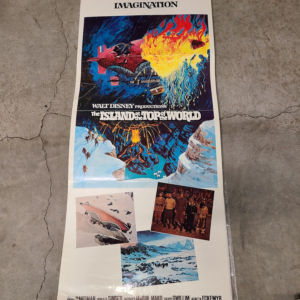 IMAGINATION
WALT DISNEY PRODUCTIONS'
the ISLAND at the TOP of the WORLD